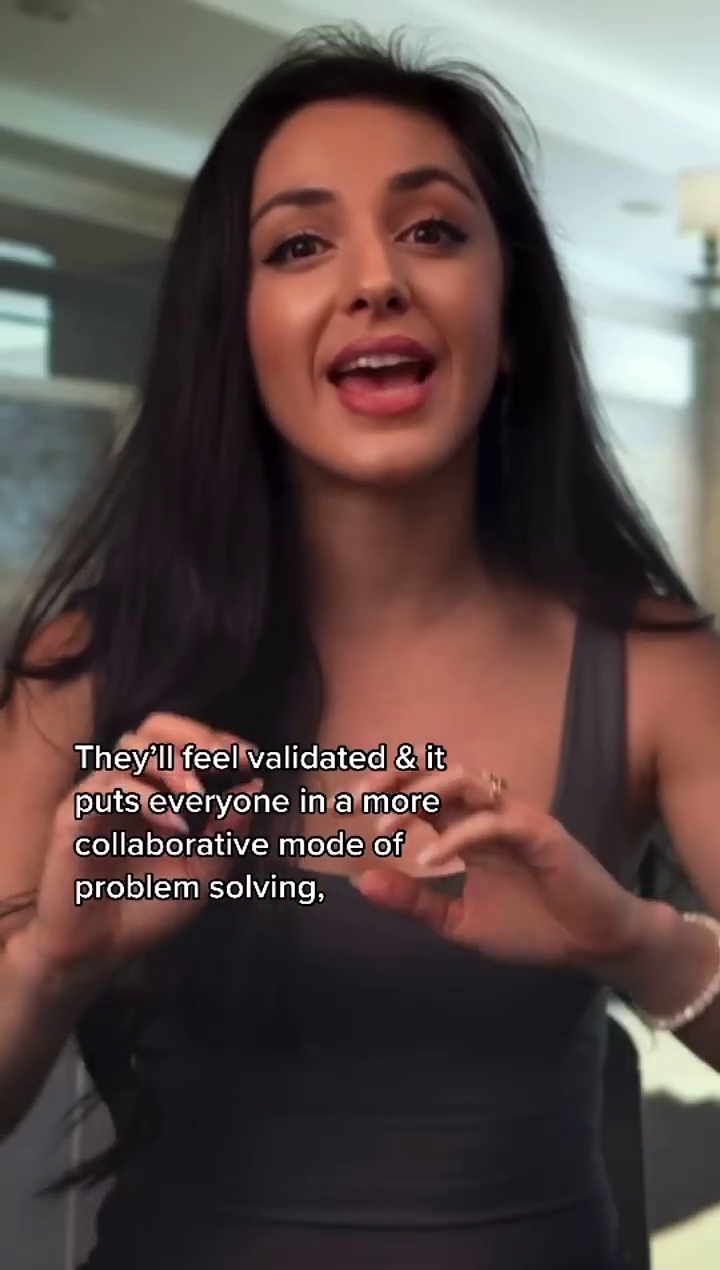 They’ll feel validated & it
puts everyone in a more
collaborative mode of
problem solving,